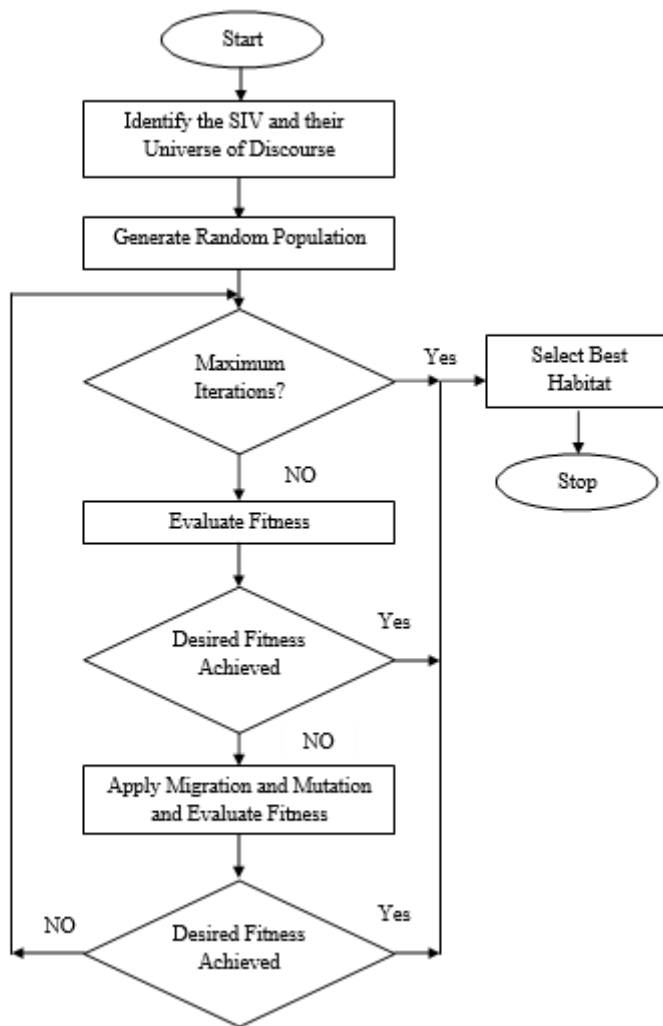 Start
Identify the SIV and their
Universe of Discourse
Generate Random Population
Maximum
Iterations?
Yes
Select Best
Habitat
Stop
NO
Evaluate Fitness
Desired Fitness
Achieved
Yes
NO
Apply Migration and Mutation
and Evaluate Fitness
Desired Fitness
Achieved
NO
Yes